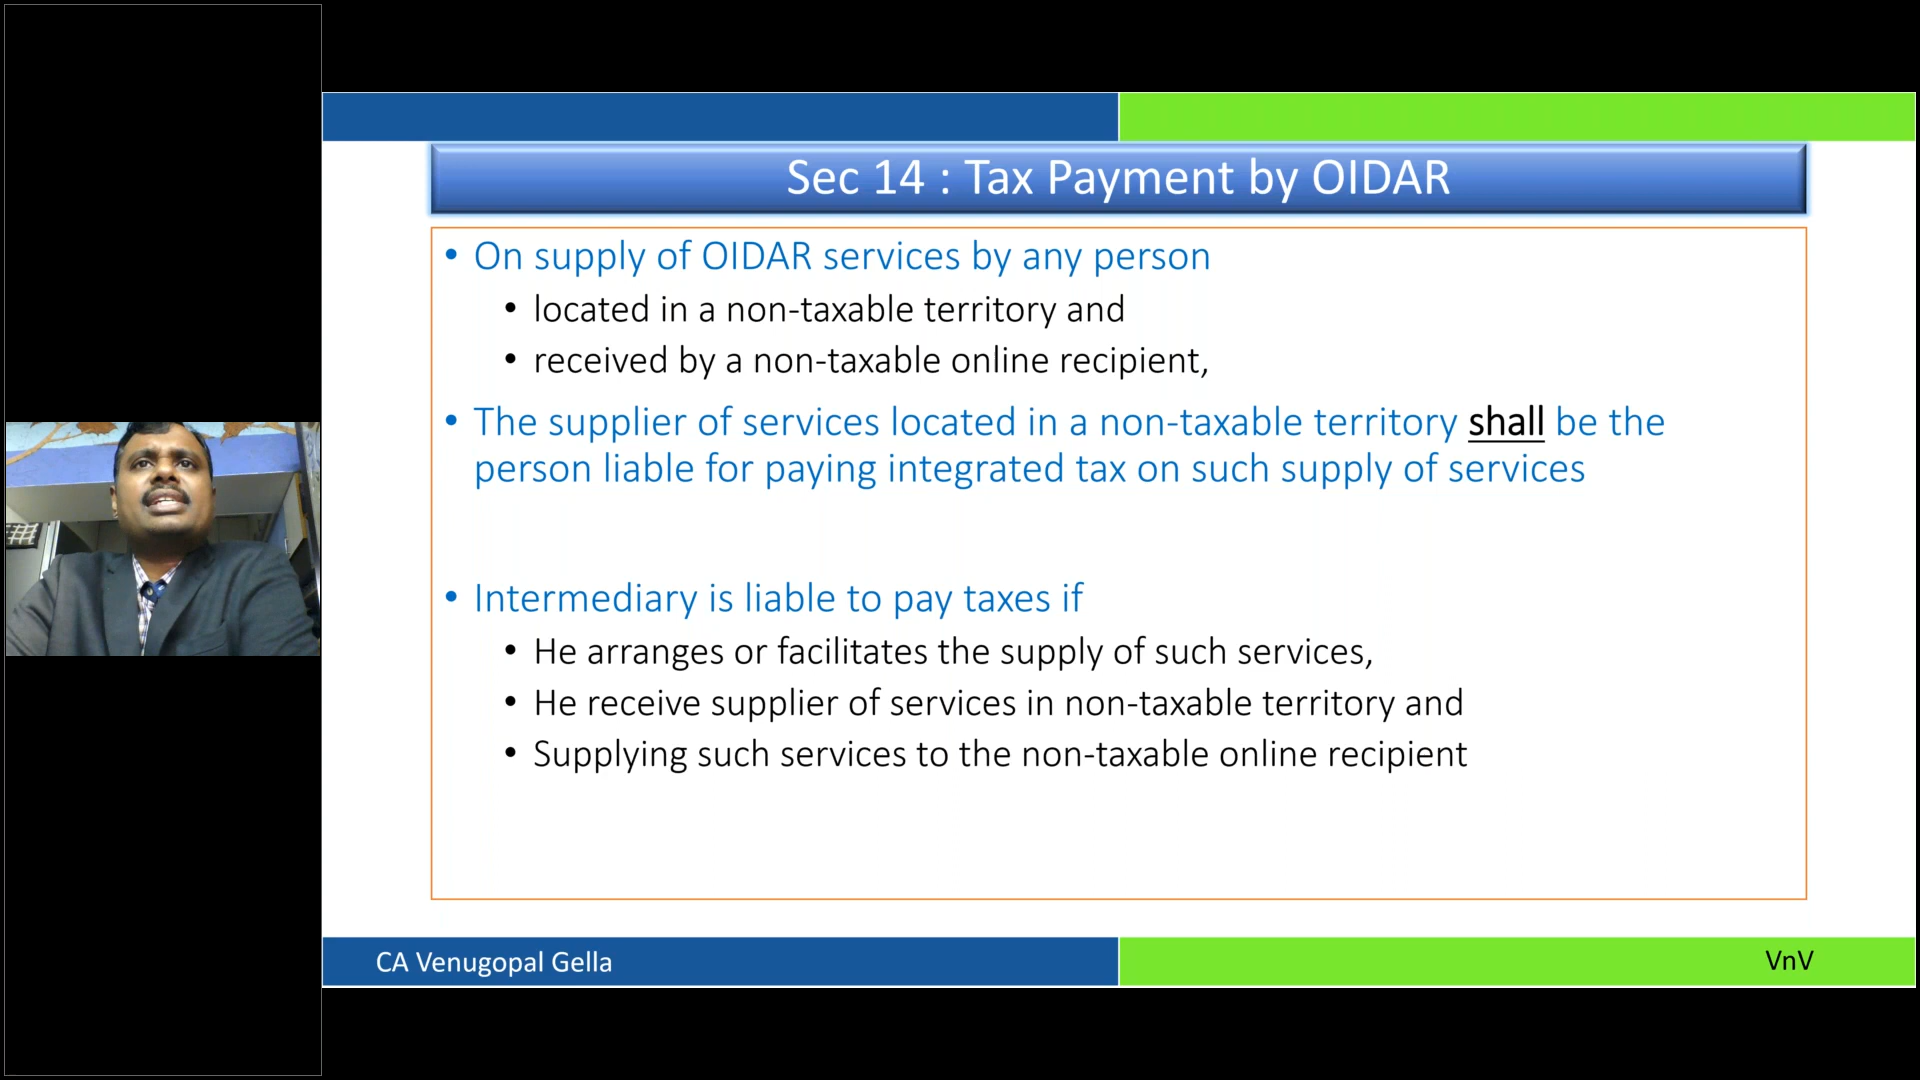 Sec 14 : Tax Payment by OIDAR
• On supply of OIDAR services by any person
• located in a non-taxable territory and
• received by a non-taxable online recipient,
• The supplier of services located in a non-taxable territory shall be the
person liable for paying integrated tax on such supply of services
• Intermediary is liable to pay taxes if
• He arranges or facilitates the supply of such services,
• He receive supplier of services in non-taxable territory and
• Supplying such services to the non-taxable online recipient
CA Venugopal Gella
VnV